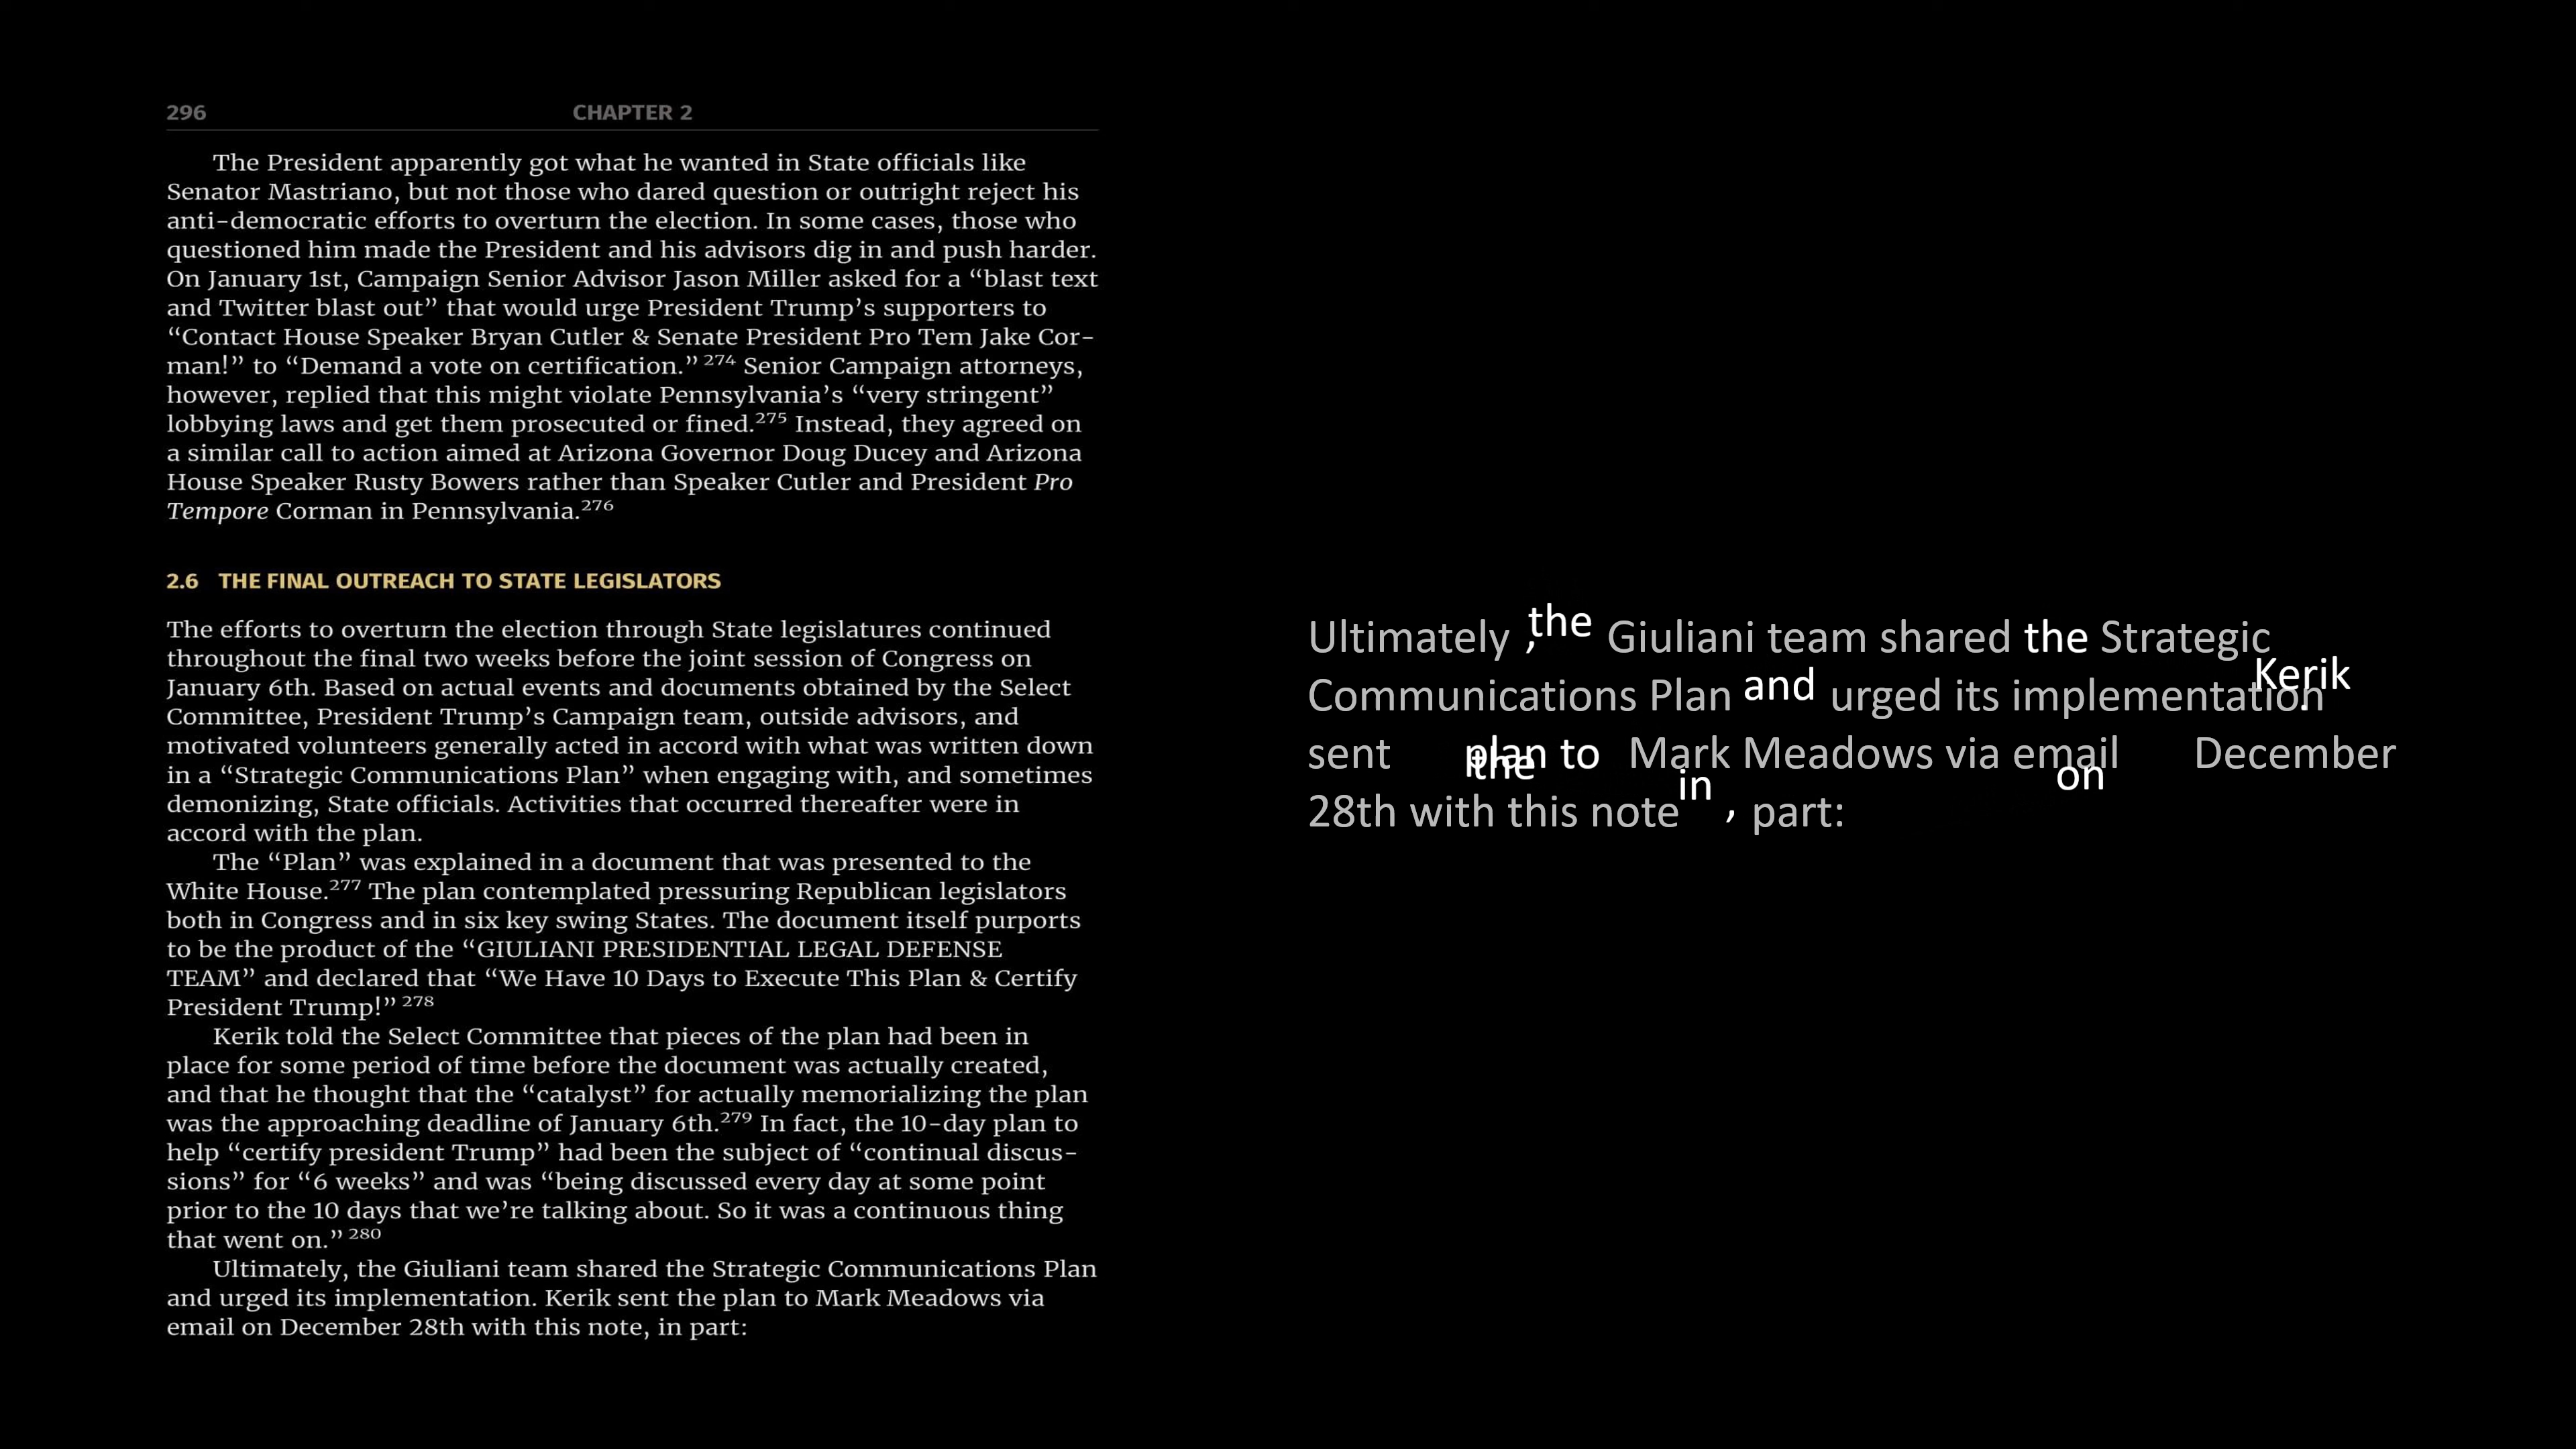 296 CHAPTER 2
The President apparently got what he wanted in State officials like
Senator Mastriano, but not those who dared question or outright reject his
anti-democratic efforts to overturn the election. In some cases, those who
questioned him made the President and his advisors dig in and push harder.
On January 1st, Campaign Senior Advisor Jason Miller asked for a “blast text
and Twitter blast out” that would urge President Trump’s supporters to
“Contact House Speaker Bryan Cutler & Senate President Pro Tem Jake Cor-
man!” to “Demand a vote on certification.” 274 Senior Campaign attorneys,
however, replied that this might violate Pennsylvania’s “very stringent”
lobbying laws and get them prosecuted or fined.275 Instead, they agreed on
a similar call to action aimed at Arizona Governor Doug Ducey and Arizona
House Speaker Rusty Bowers rather than Speaker Cutler and President Pro
Tempore Corman in Pennsylvania.276
2.6 THE FINAL OUTREACH TO STATE LEGISLATORS
The efforts to overturn the election through State legislatures continued
throughout the final two weeks before the joint session of Congress on
January 6th. Based on actual events and documents obtained by the Select
Committee, President Trump’s Campaign team, outside advisors, and
motivated volunteers generally acted in accord with what was written down
in a “Strategic Communications Plan” when engaging with, and sometimes
demonizing, State officials. Activities that occurred thereafter were in
accord with the plan.
The “Plan” was explained in a document that was presented to the
White House.277 The plan contemplated pressuring Republican legislators
both in Congress and in six key swing States. The document itself purports
to be the product of the “GIULIANI PRESIDENTIAL LEGAL DEFENSE
TEAM” and declared that “We Have 10 Days to Execute This Plan & Certify
President Trump!” 278
Kerik told the Select Committee that pieces of the plan had been in
place for some period of time before the document was actually created,
and that he thought that the “catalyst” for actually memorializing the plan
was the approaching deadline of January 6th.279 In fact, the 10-day plan to
help “certify president Trump” had been the subject of “continual discus-
sions” for “6 weeks” and was “being discussed every day at some point
prior to the 10 days that we’re talking about. So it was a continuous thing
that went on.” 280
Ultimately, the Giuliani team shared the Strategic Communications Plan
and urged its implementation. Kerik sent the plan to Mark Meadows via
email on December 28th with this note, in part:
Ultimately , the Giuliani team shared the Strategic
Communications Plan and urged its implementation . Kerik
sent the plan to Mark Meadows via email on December
28th with this note , in part: